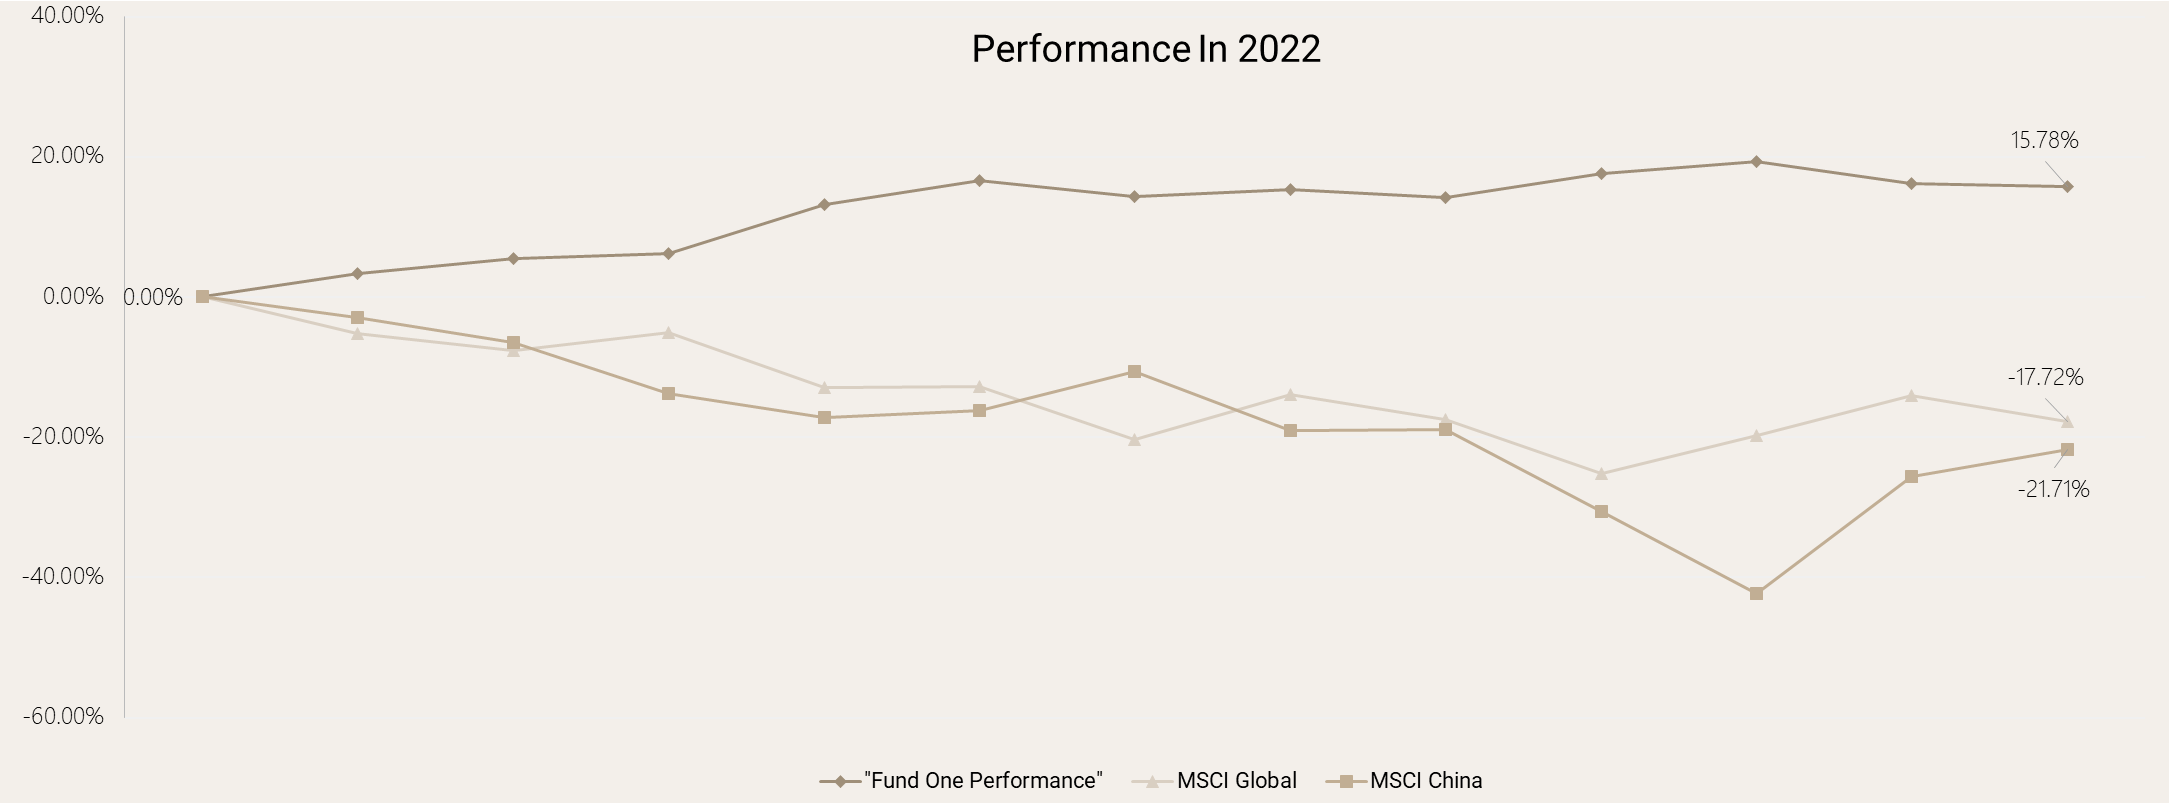 Performance In 2022
40.00%
20.00%
0.00%
-20.00%
-40.00%
-60.00%
0.00%
15.78%
-17.72%
-21.71%
"Fund One Performance"
MSCI Global
MSCI China